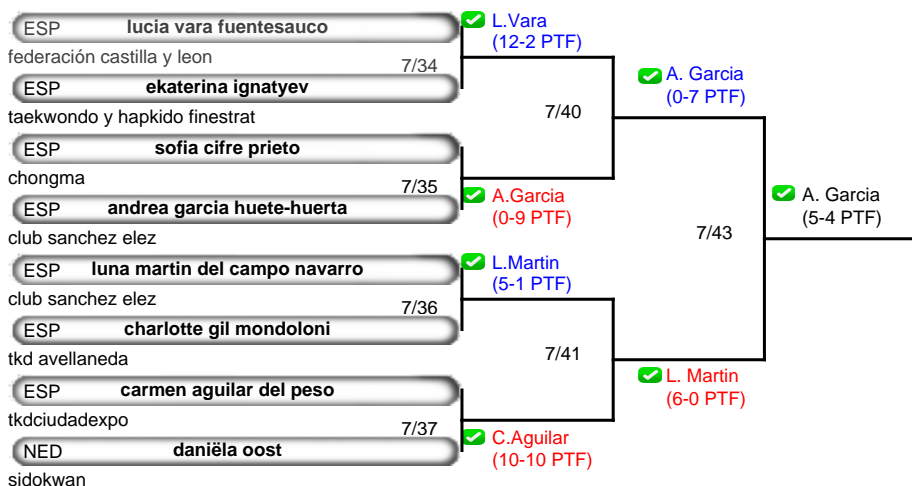 ESP lucia vara fuentesauco
federación castilla y leon
7/34
ESP ekaterina ignatyev
taekwondo y hapkido finestrat
ESP sofia cifre prieto
chongma
7/35
ESP andrea garcia huete-huerta
club sanchez elez
ESP luna martin del campo navarro
club sanchez elez
7/36
ESP charlotte gil mondoloni
tkd avellaneda
ESP carmen aguilar del peso
tkdciudadexpo
7/37
NED daniëla oost
sidokwan
L.Vara
(12-2 PTF)
7/40
A.Garcia
(0-9 PTF)
L.Martin
(5-1 PTF)
7/41
C.Aguilar
(10-10 PTF)
A. Garcia
(0-7 PTF)
7/43
L. Martin
(6-0 PTF)
A. Garcia
(5-4 PTF)